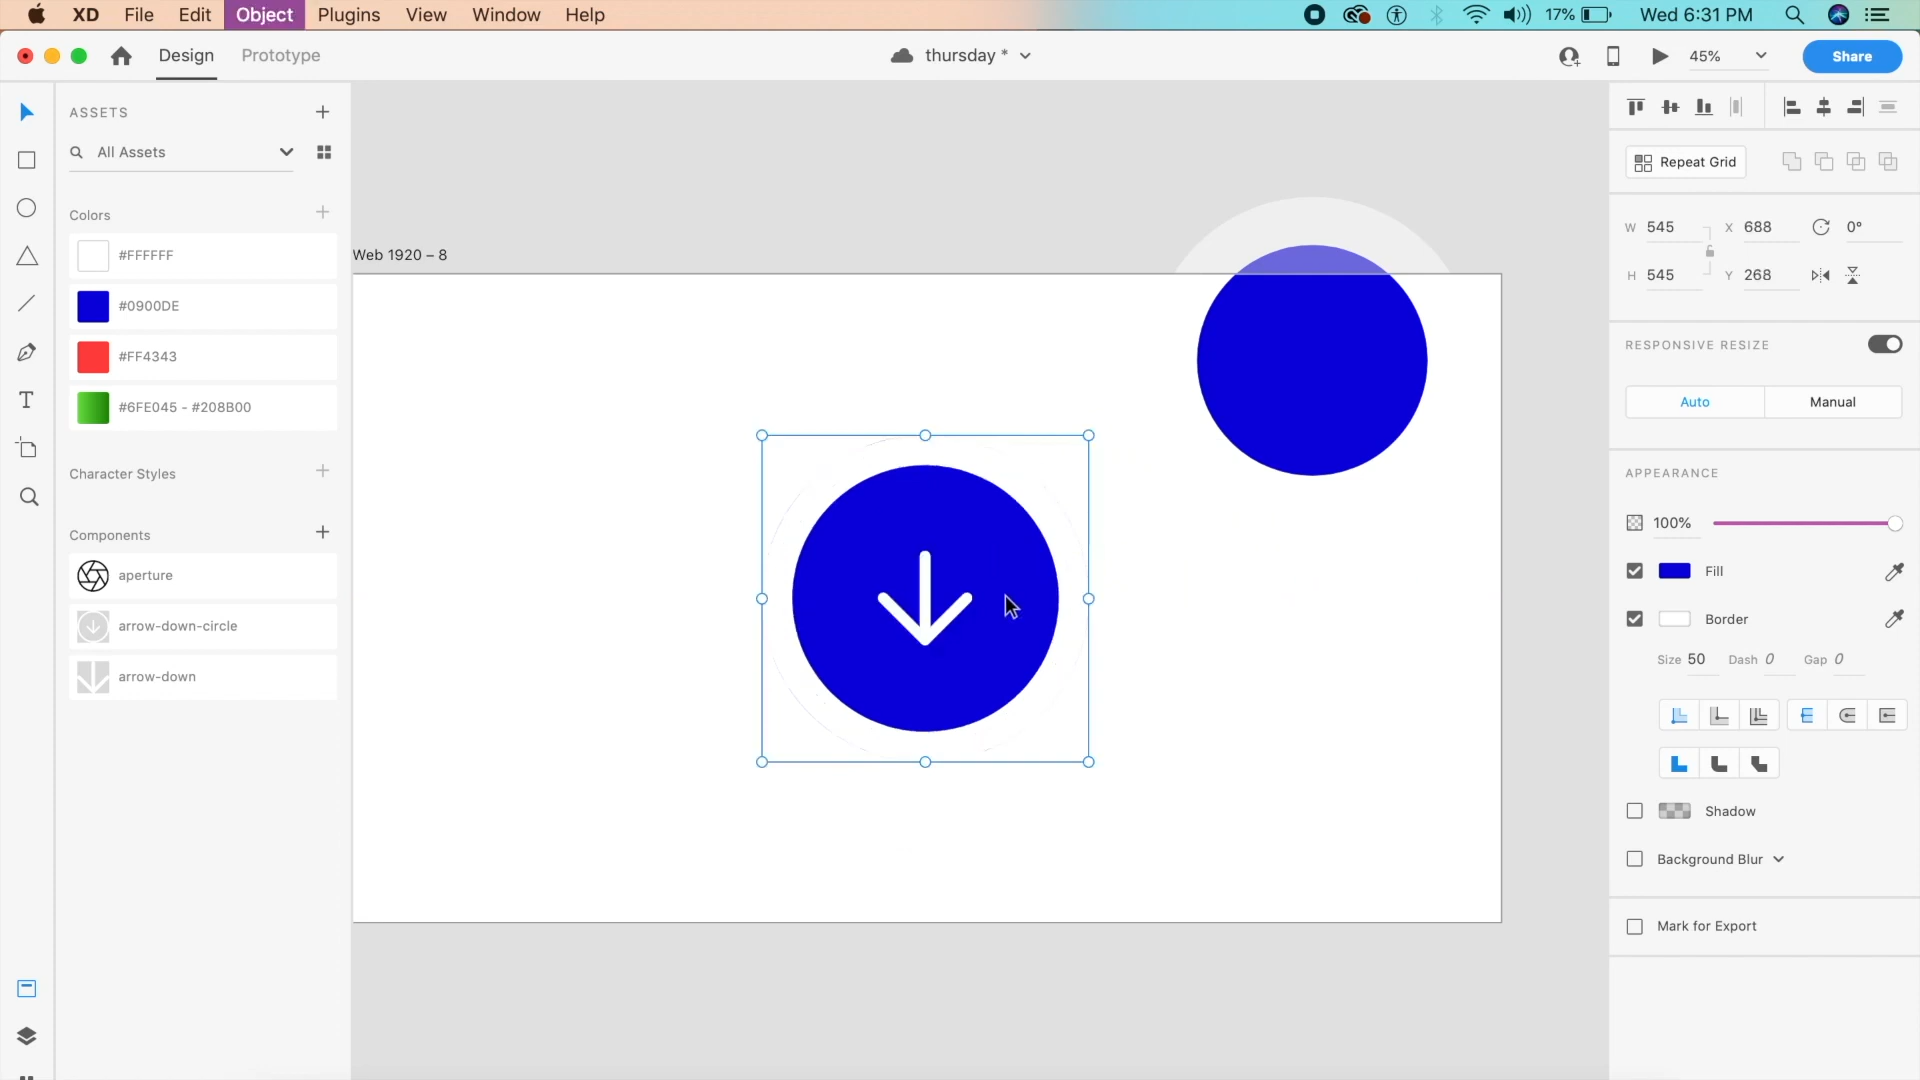 XD File Edit Object Plugins View Window Help 17% Wed 6:31 PM
Design Prototype thursday * 45% Share
ASSETS
All Assets
Repeat Grid
Colors
#FFFFFF
#0900DE
#FF4343
#6FE045 - #208B00
Character Styles
Components
aperture
arrow-down-circle
arrow-down
Web 1920 – 8
W 545 X 688 0°
H 545 Y 268
RESPONSIVE RESIZE
Auto Manual
APPEARANCE
100%
Fill
Border
Size 50 Dash 0 Gap 0
Shadow
Background Blur
Mark for Export